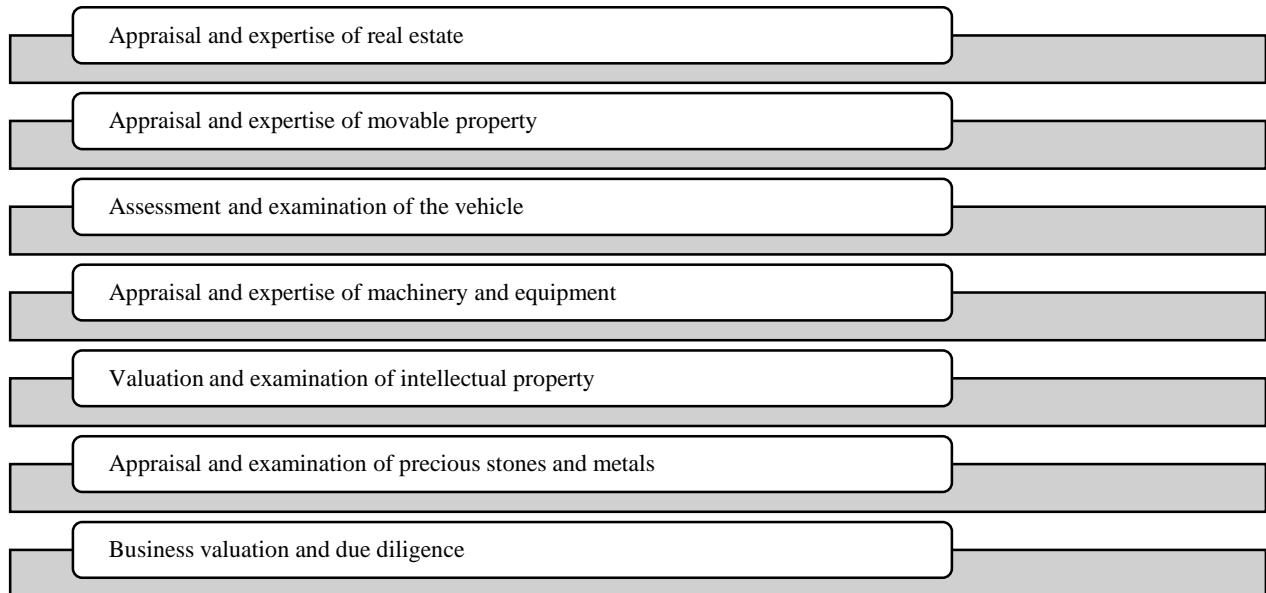 Appraisal and expertise of real estate
Appraisal and expertise of movable property
Assessment and examination of the vehicle
Appraisal and expertise of machinery and equipment
Valuation and examination of intellectual property
Appraisal and examination of precious stones and metals
Business valuation and due diligence